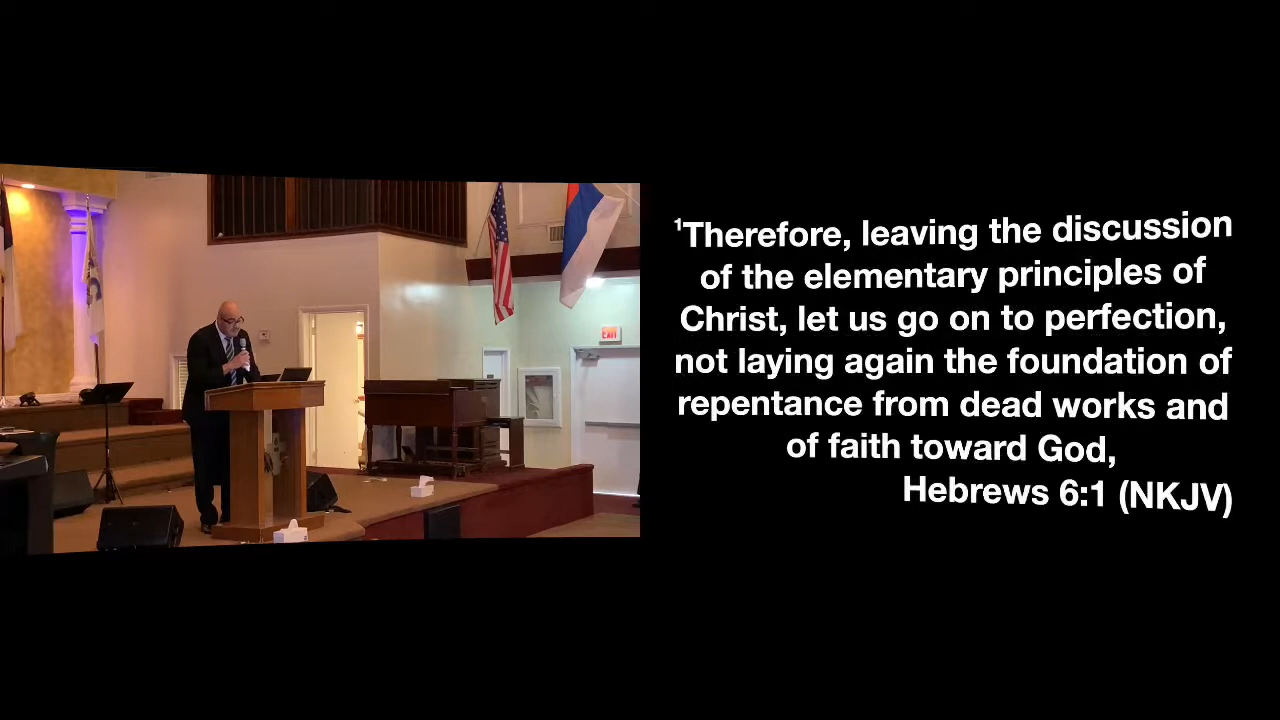 ¹Therefore, leaving the discussion
of the elementary principles of
Christ, let us go on to perfection,
not laying again the foundation of
repentance from dead works and
of faith toward God,
Hebrews 6:1 (NKJV)
EXIT